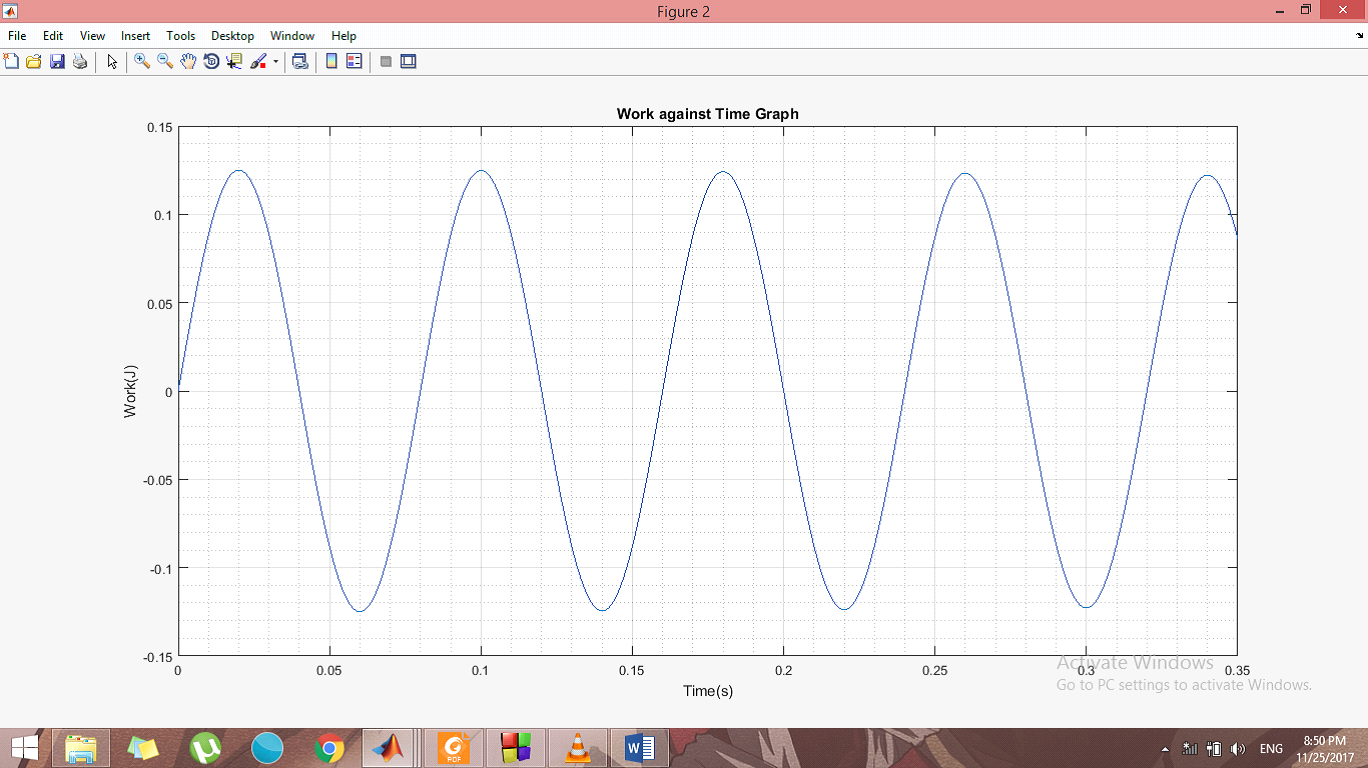 Figure 2
File Edit View Insert Tools Desktop Window Help
Work against Time Graph
0.15
0.1
0.05
0
-0.05
-0.1
-0.15
Work(J)
0 0.05 0.1 0.15 0.2 0.25 0.3 0.35
Time(s)
Activate Windows
Go to PC settings to activate Windows.
PDF
W
ENG
8:50 PM
11/25/2017